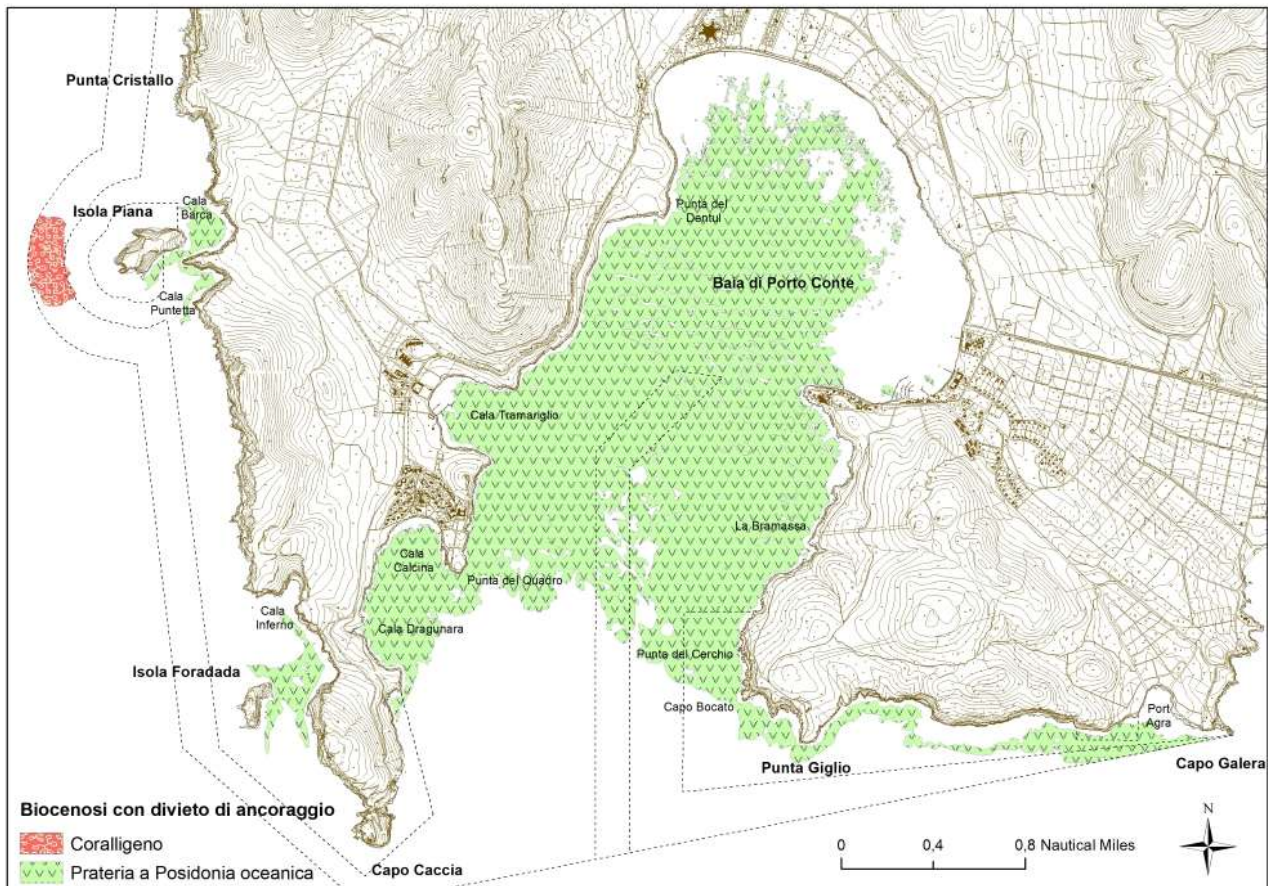 Punta Cristallo
Isola Piana
Cala
Barca
Cala
Puntetta
Punta del
Dentul
Baia di Porto Conte
Cala Tramariglio
La Bramassa
Cala
Calcina
Punta del Quadro
Cala
Inferno
Cala Dragunara
Punta del Cerchio
Isola Foradada
Capo Bocato
Port
Agra
Punta Giglio
Capo Galera
Biocenosi con divieto di ancoraggio
Coralligeno
Prateria a Posidonia oceanica
Capo Caccia
0 0,4 0,8 Nautical Miles
N